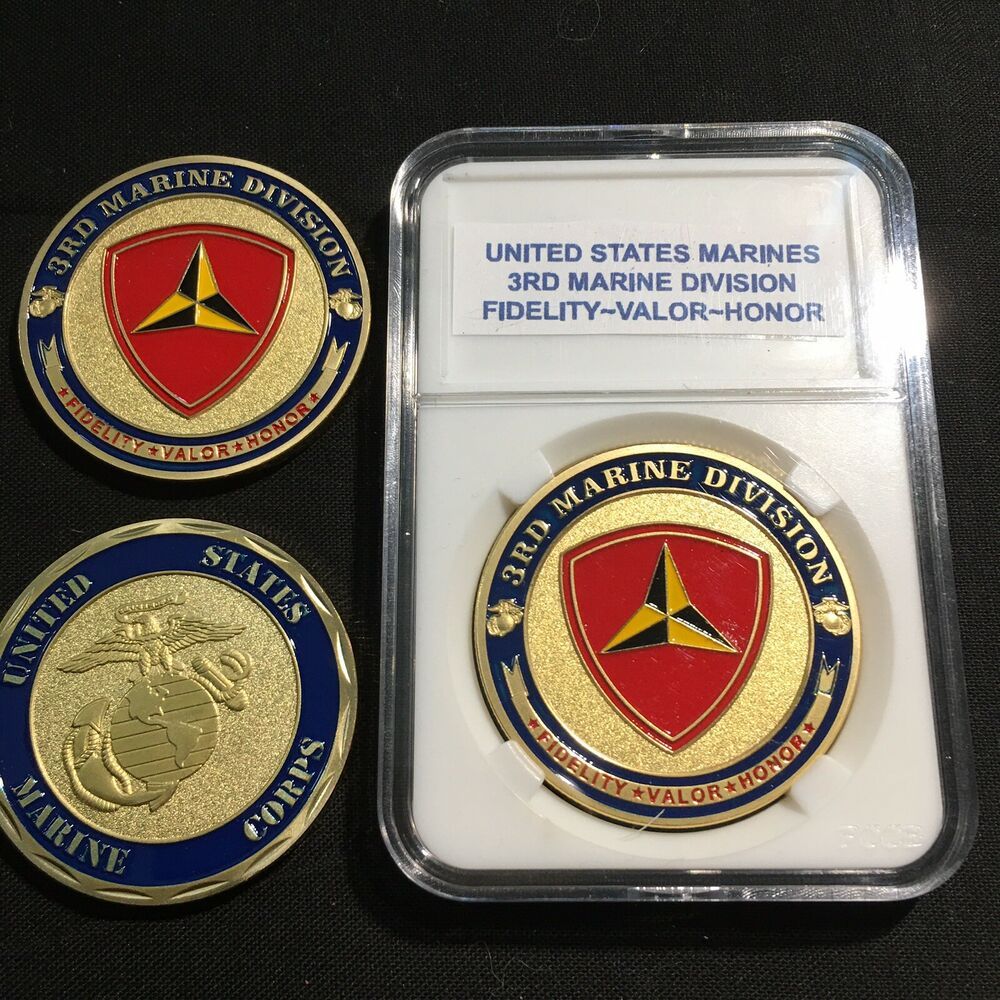 3RD MARINE DIVISION
★FIDELITY★VALOR★HONOR★
UNITED STATES
MARINE CORPS
UNITED STATES MARINES
3RD MARINE DIVISION
FIDELITY~VALOR~HONOR
3RD MARINE DIVISION
★FIDELITY★VALOR★HONOR★
PCCB